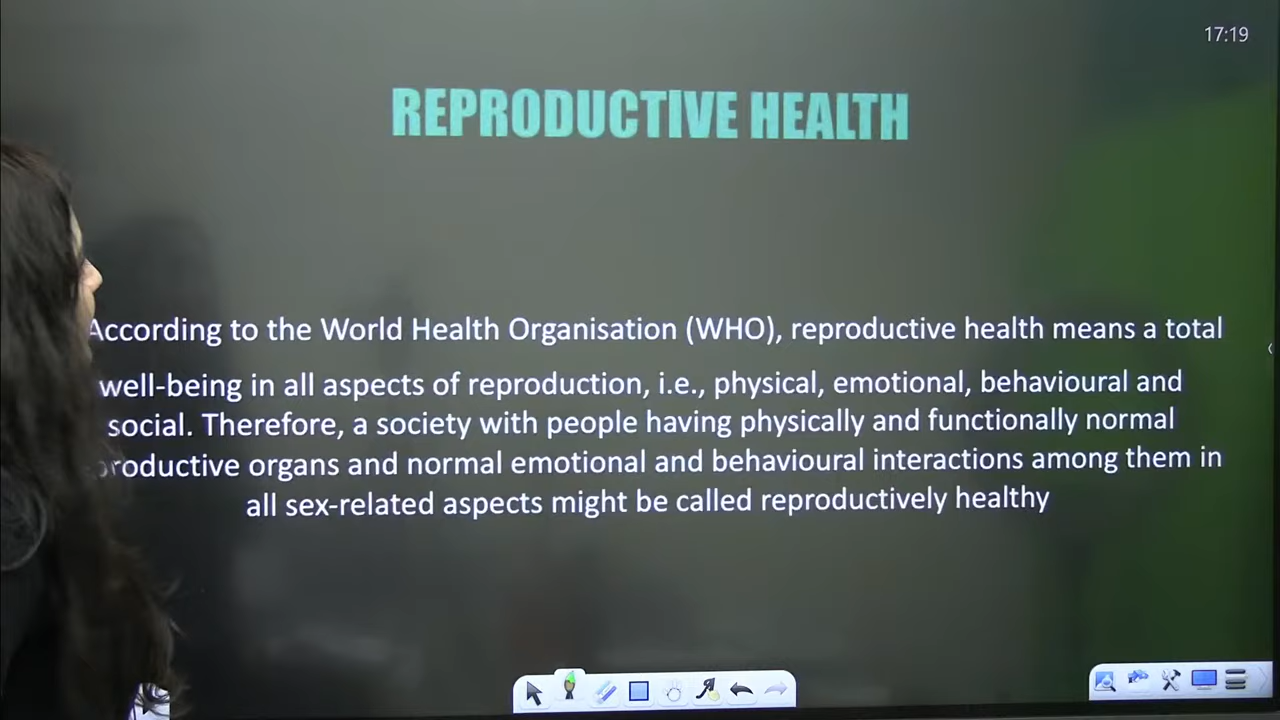 17:19
REPRODUCTIVE HEALTH
According to the World Health Organisation (WHO), reproductive health means a total
well-being in all aspects of reproduction, i.e., physical, emotional, behavioural and
social. Therefore, a society with people having physically and functionally normal
productive organs and normal emotional and behavioural interactions among them in
all sex-related aspects might be called reproductively healthy